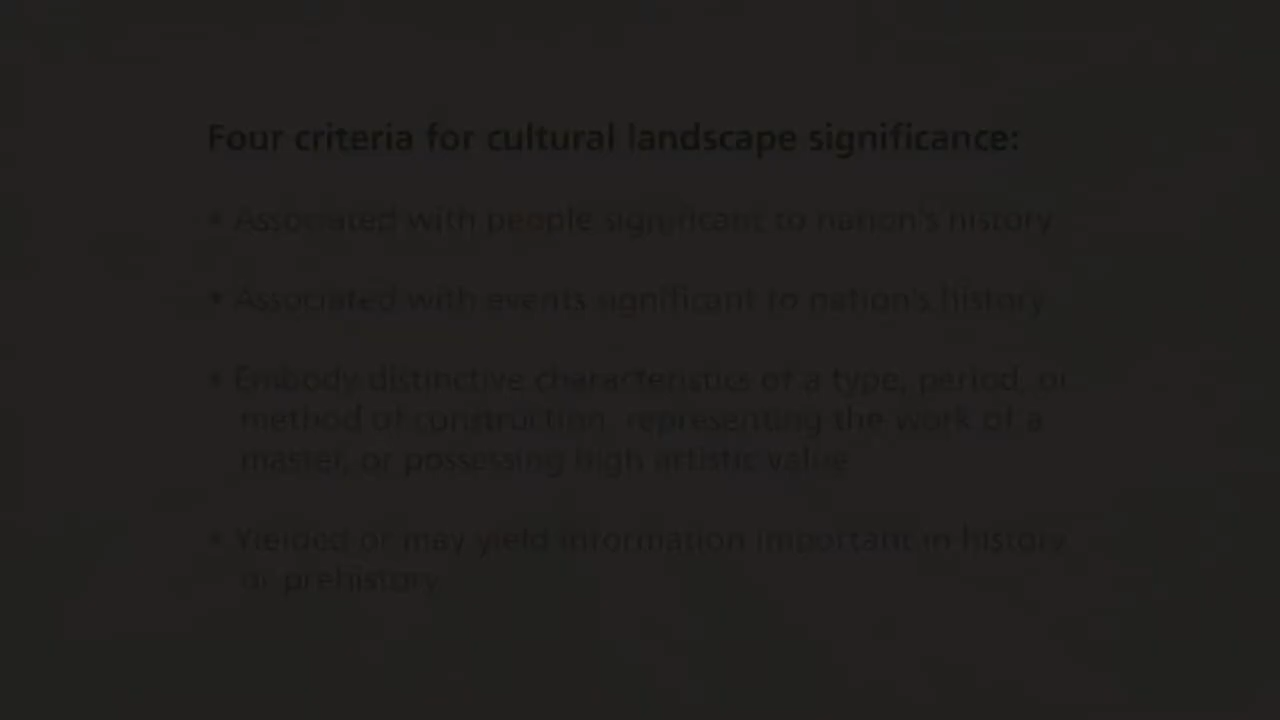 Four criteria for cultural landscape significance:
• Associated with people significant to nation's history
• Associated with events significant to nation's history
• Embody distinctive characteristics of a type, period, or
method of construction, representing the work of a
master, or possessing high artistic value
• Yielded or may yield information important in history
or prehistory